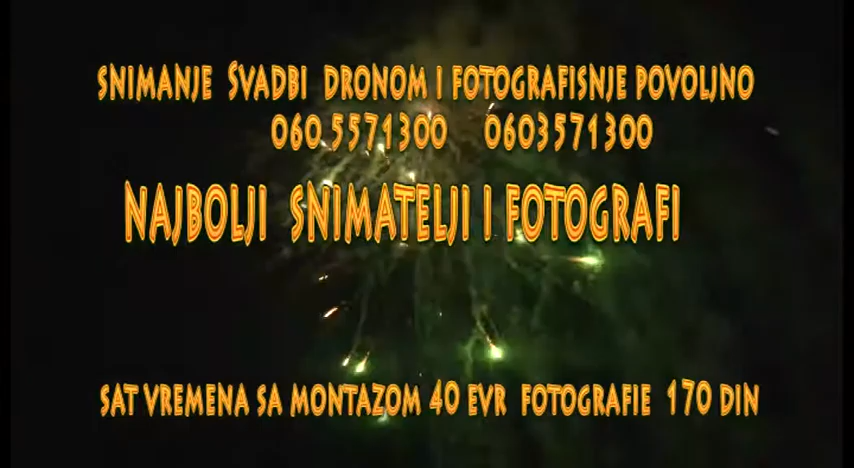 SNIMANJE SVADBI DRONOM I FOTOGRAFISNJE POVOLJNO
060 5571300 0603571300
NAJBOLJI SNIMATELJI I FOTOGRAFI
SAT VREMENA SA MONTAZOM 40 EVR FOTOGRAFIE 170 DIN